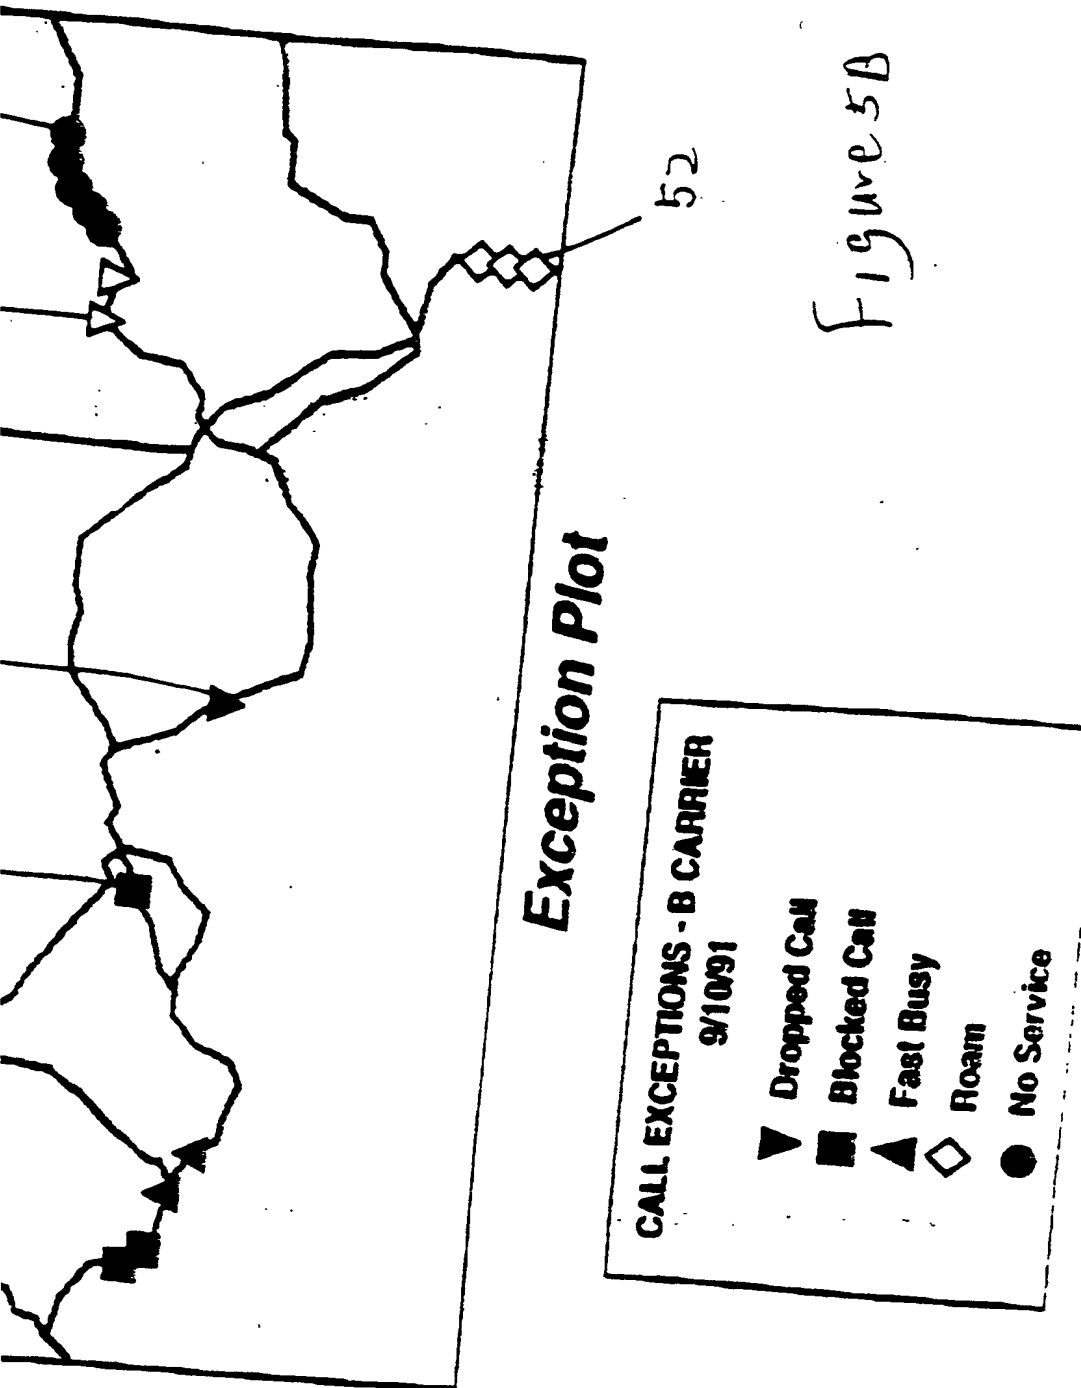 52
Exception Plot
CALL EXCEPTIONS - B CARRIER
9/10/91
Dropped Call
Blocked Call
Fast Busy
Roam
No Service
Figure 5B